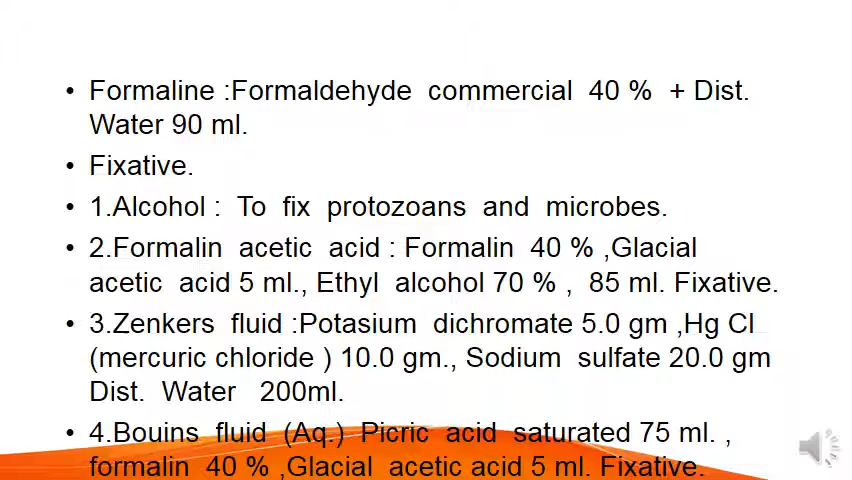 • Formaline :Formaldehyde commercial 40 % + Dist.
Water 90 ml.
• Fixative.
• 1.Alcohol : To fix protozoans and microbes.
• 2.Formalin acetic acid : Formalin 40 % ,Glacial
acetic acid 5 ml., Ethyl alcohol 70 % , 85 ml. Fixative.
• 3.Zenkers fluid :Potasium dichromate 5.0 gm ,Hg Cl
(mercuric chloride ) 10.0 gm., Sodium sulfate 20.0 gm
Dist. Water 200ml.
• 4.Bouins fluid (Aq.) Picric acid saturated 75 ml. ,
formalin 40 % ,Glacial acetic acid 5 ml. Fixative.